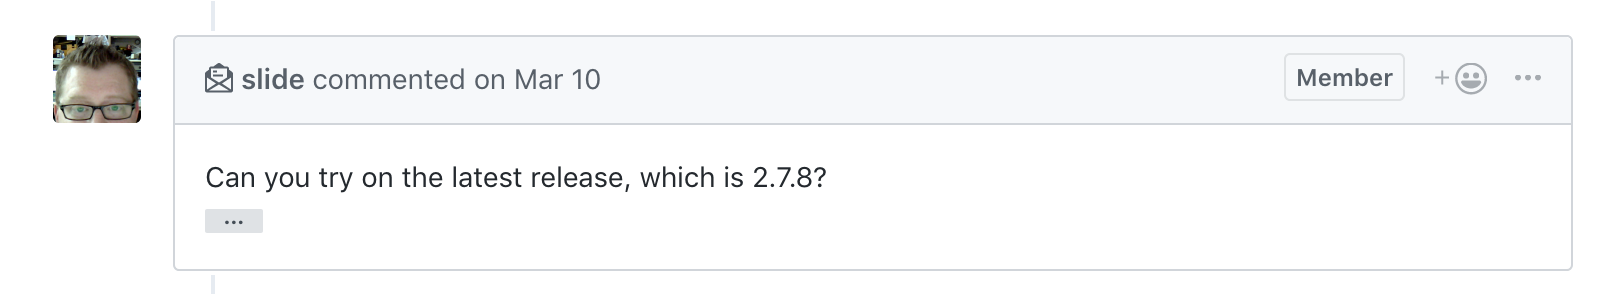 slide commented on Mar 10 Member + ...
Can you try on the latest release, which is 2.7.8?
...